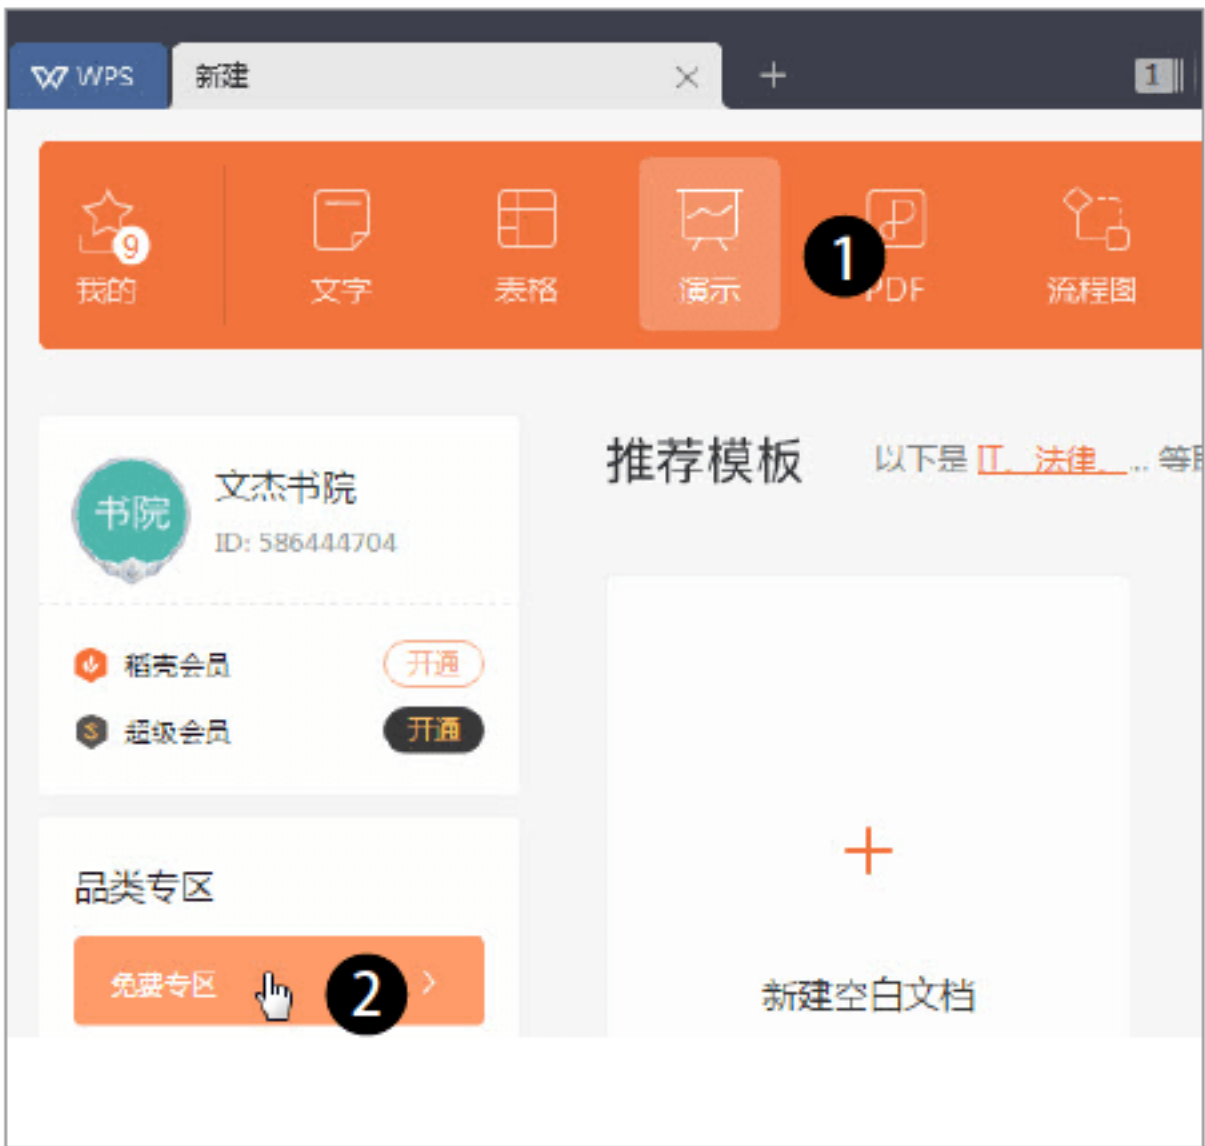 WPS 新建 1
9
我的 文字 表格 演示 1 PDF 流程图
推荐模板 以下是 IT、法律、... 等
书院 文杰书院
ID: 586444704
稻壳会员 开通
超级会员 开通
品类专区
免费专区 2
新建空白文档